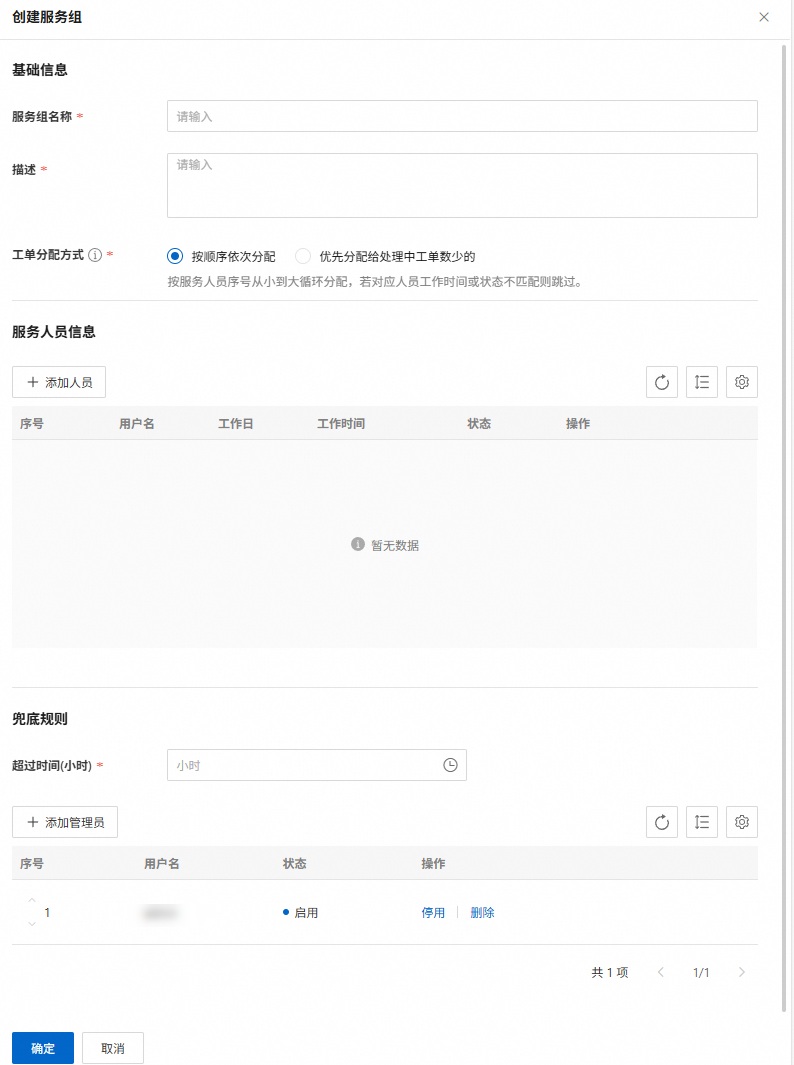 创建服务组
基础信息
服务组名称 *
请输入
描述 *
请输入
工单分配方式 *
按顺序依次分配 优先分配给处理中工单数少的
按服务人员序号从小到大循环分配，若对应人员工作时间或状态不匹配则跳过。
服务人员信息
+ 添加人员
序号 用户名 工作日 工作时间 状态 操作
暂无数据
兜底规则
超过时间(小时) * 小时
+ 添加管理员
序号 用户名 状态 操作
1 启用 停用 删除
共 1 项 1/1
确定 取消